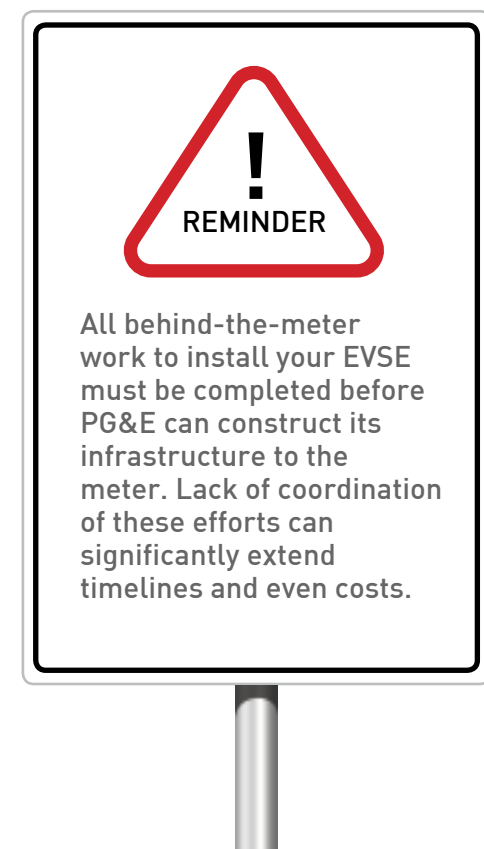 !
REMINDER
All behind-the-meter
work to install your EVSE
must be completed before
PG&E can construct its
infrastructure to the
meter. Lack of coordination
of these efforts can
significantly extend
timelines and even costs.